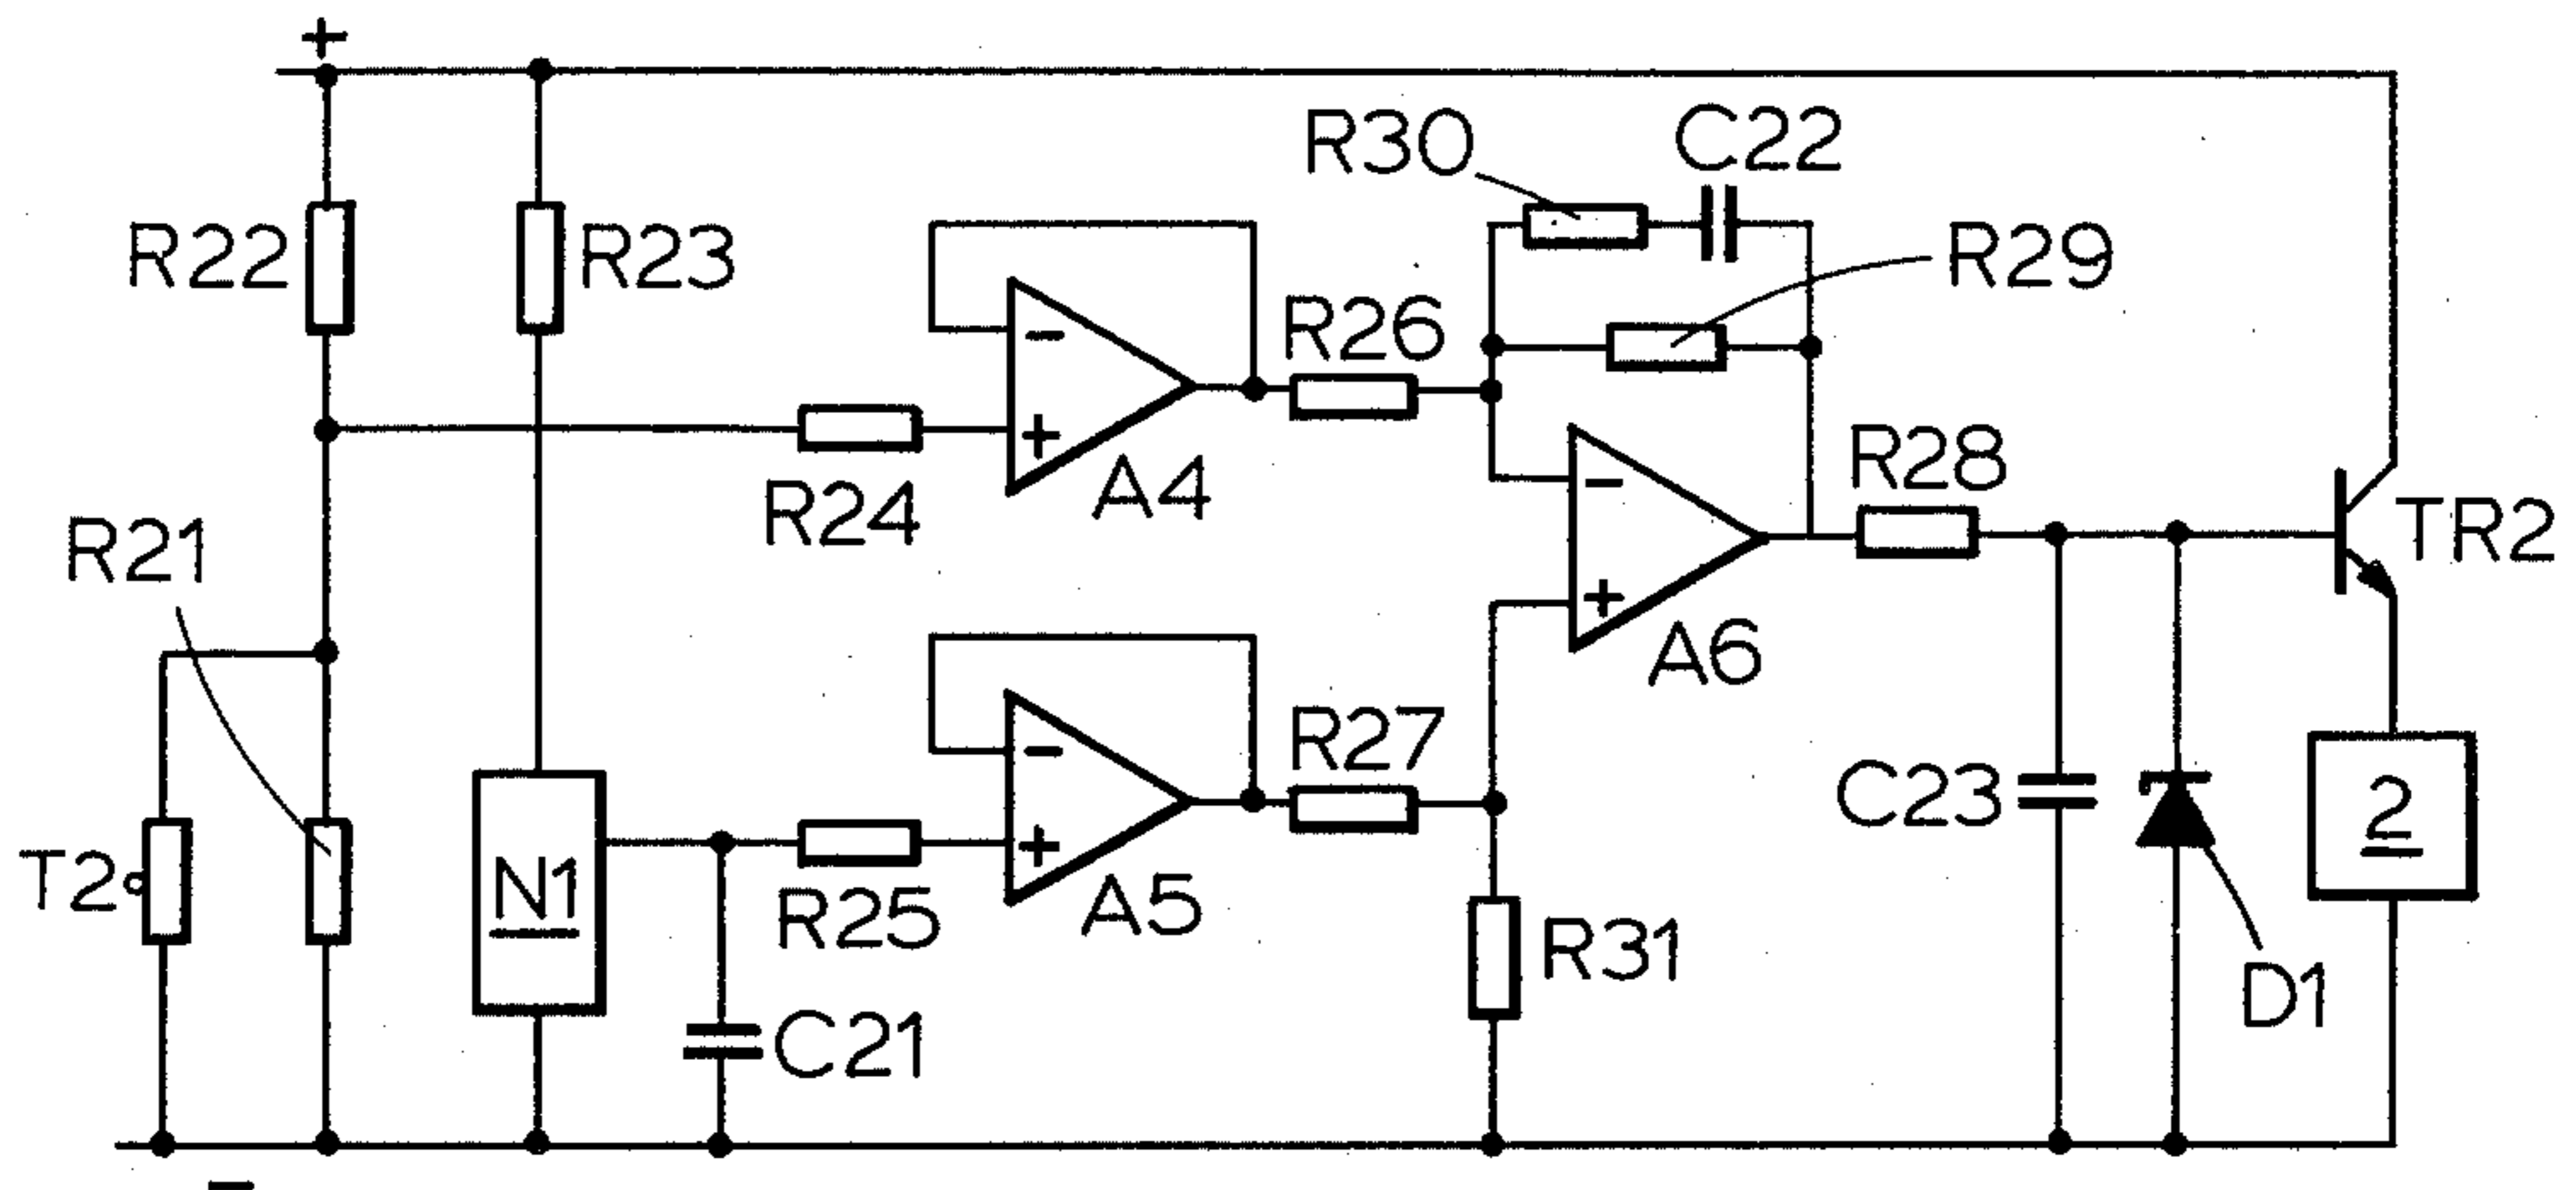 +
R30
C22
R22
R23
R29
R26
R28
R24
A4
R21
TR2
A6
R27
T2
N1
R25
A5
C23
2
R31
C21
D1
-
-
+
-
+
-
+